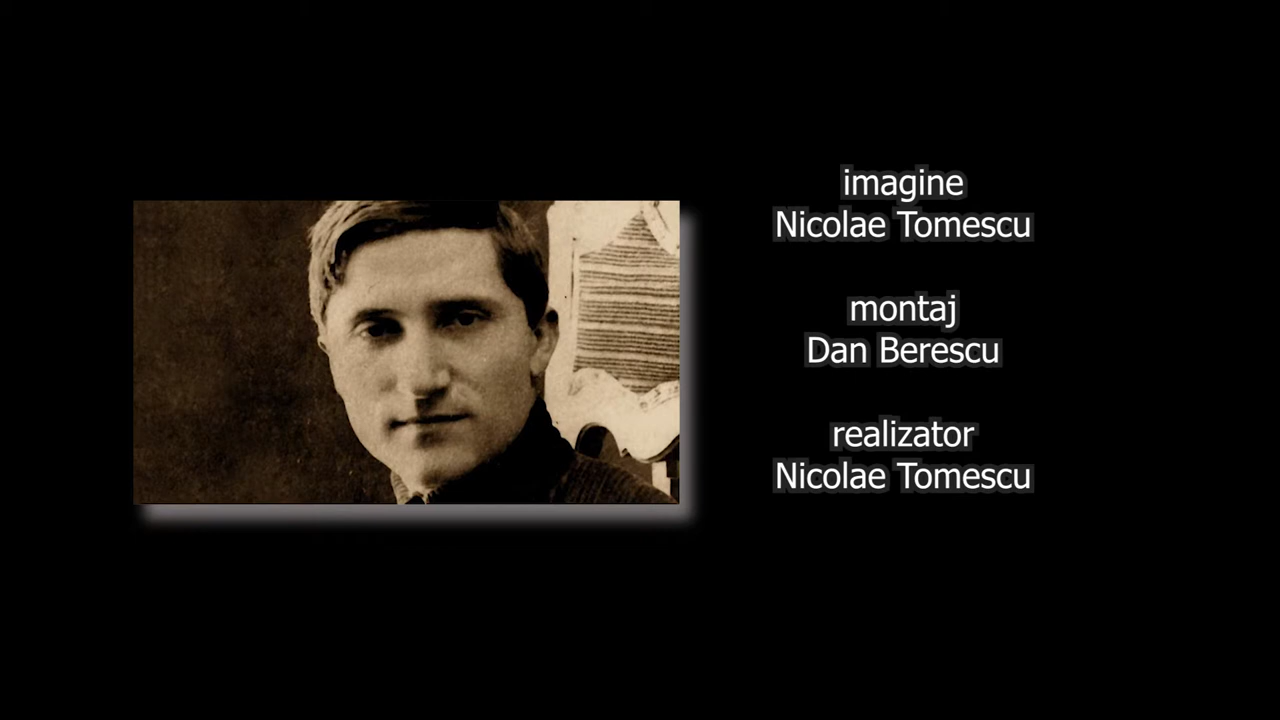 imagine
Nicolae Tomescu
montaj
Dan Berescu
realizator
Nicolae Tomescu